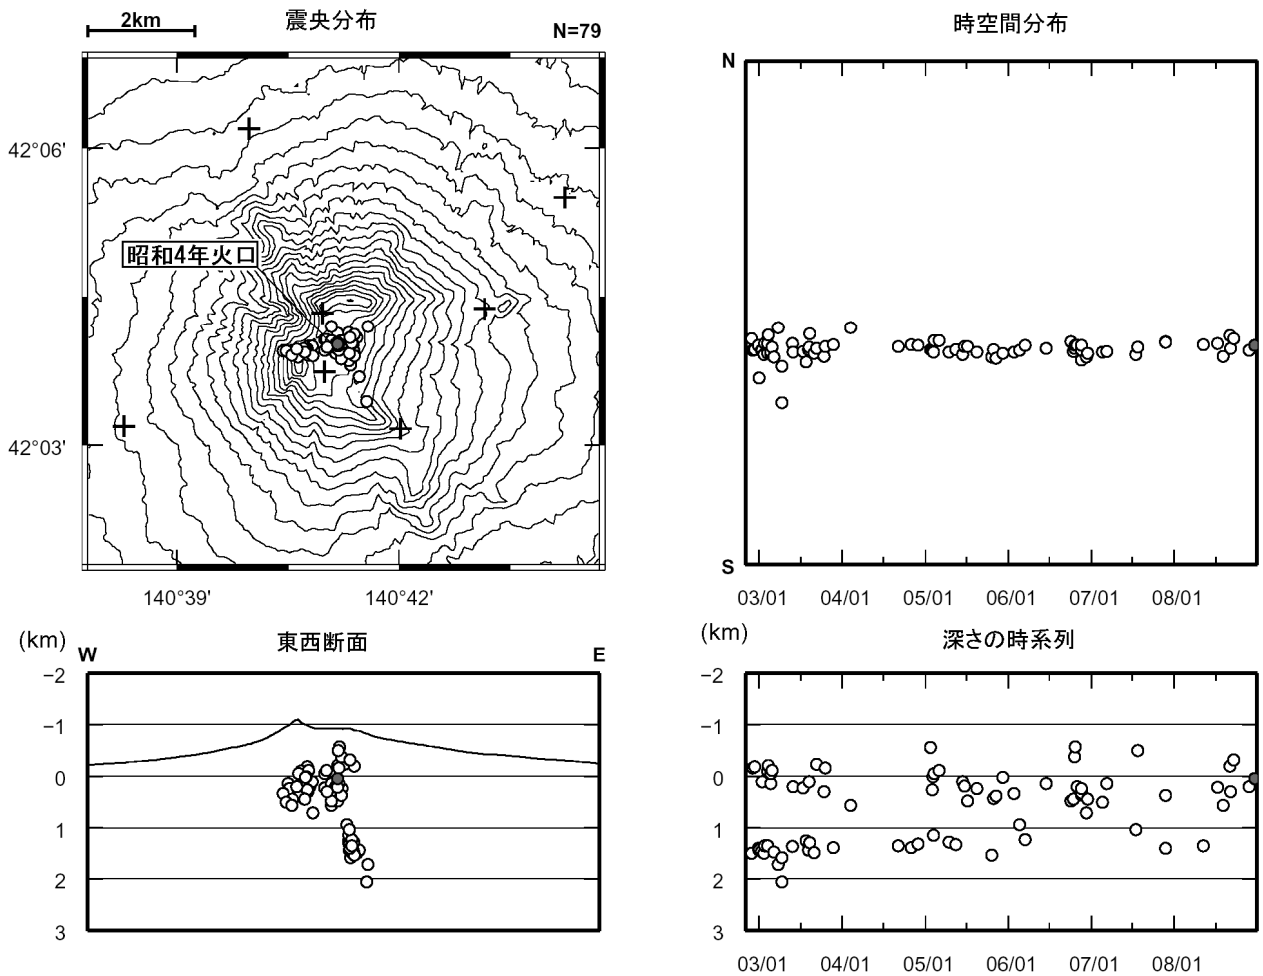 2km
震央分布
N=79
42°06'
昭和4年火口
42°03'
140°39'
140°42'
時空間分布
N
S
03/01
04/01
05/01
06/01
07/01
08/01
(km)
東西断面
W
E
−2
−1
0
1
2
3
(km)
深さの時系列
−2
−1
0
1
2
3
03/01
04/01
05/01
06/01
07/01
08/01